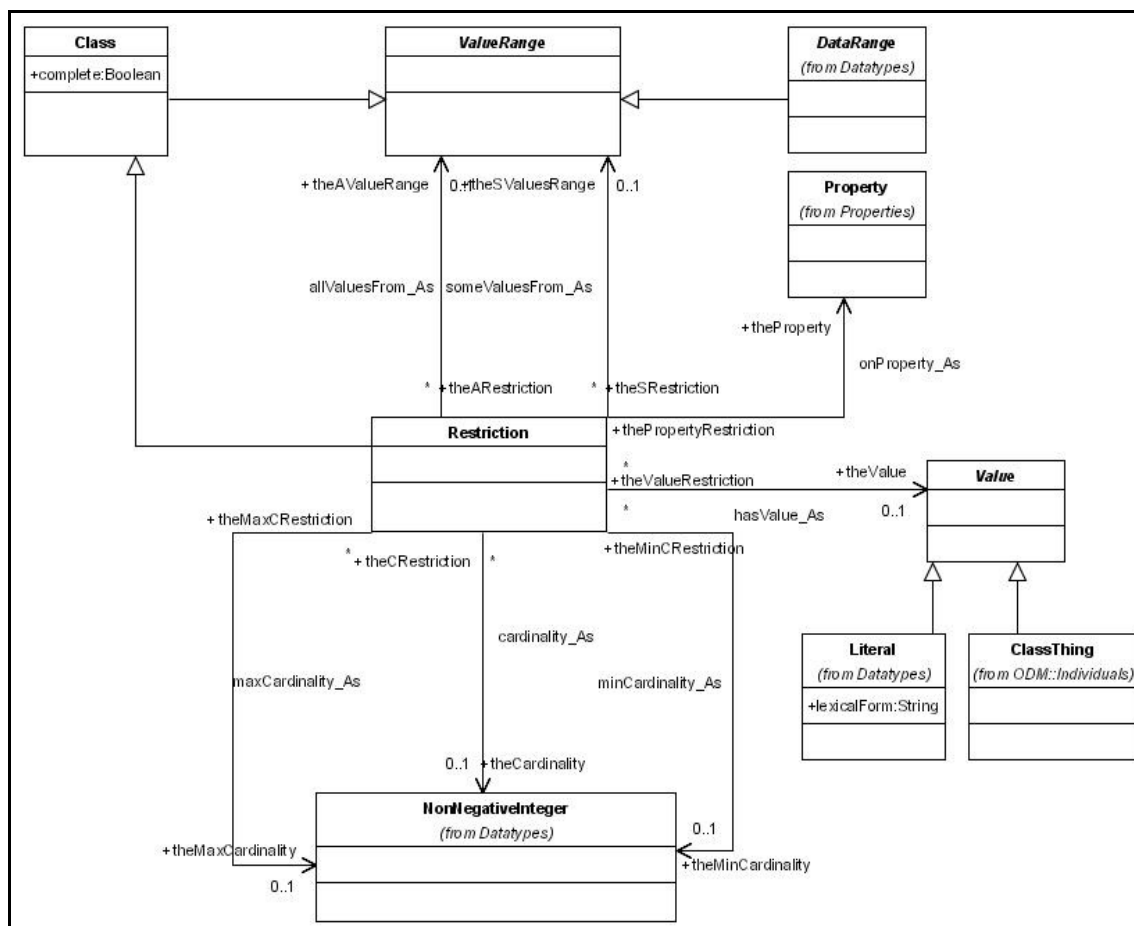 Class
+complete:Boolean
ValueRange
DataRange
(from Datatypes)
+theAValueRange
0..1
+theSValuesRange
0..1
Property
(from Properties)
allValuesFrom_As
someValuesFrom_As
+theProperty
onProperty_As
*
+theARestriction
*
+theSRestriction
Restriction
+thePropertyRestriction
*
+theValueRestriction
*
+theValue
hasValue_As
0..1
Value
+theMaxCRestriction
*
+theCRestriction
*
+theMinCRestriction
cardinality_As
maxCardinality_As
minCardinality_As
Literal
(from Datatypes)
+lexicalForm:String
ClassThing
(from ODM::Individuals)
0..1
+theCardinality
NonNegativeInteger
(from Datatypes)
0..1
+theMaxCardinality
0..1
+theMinCardinality